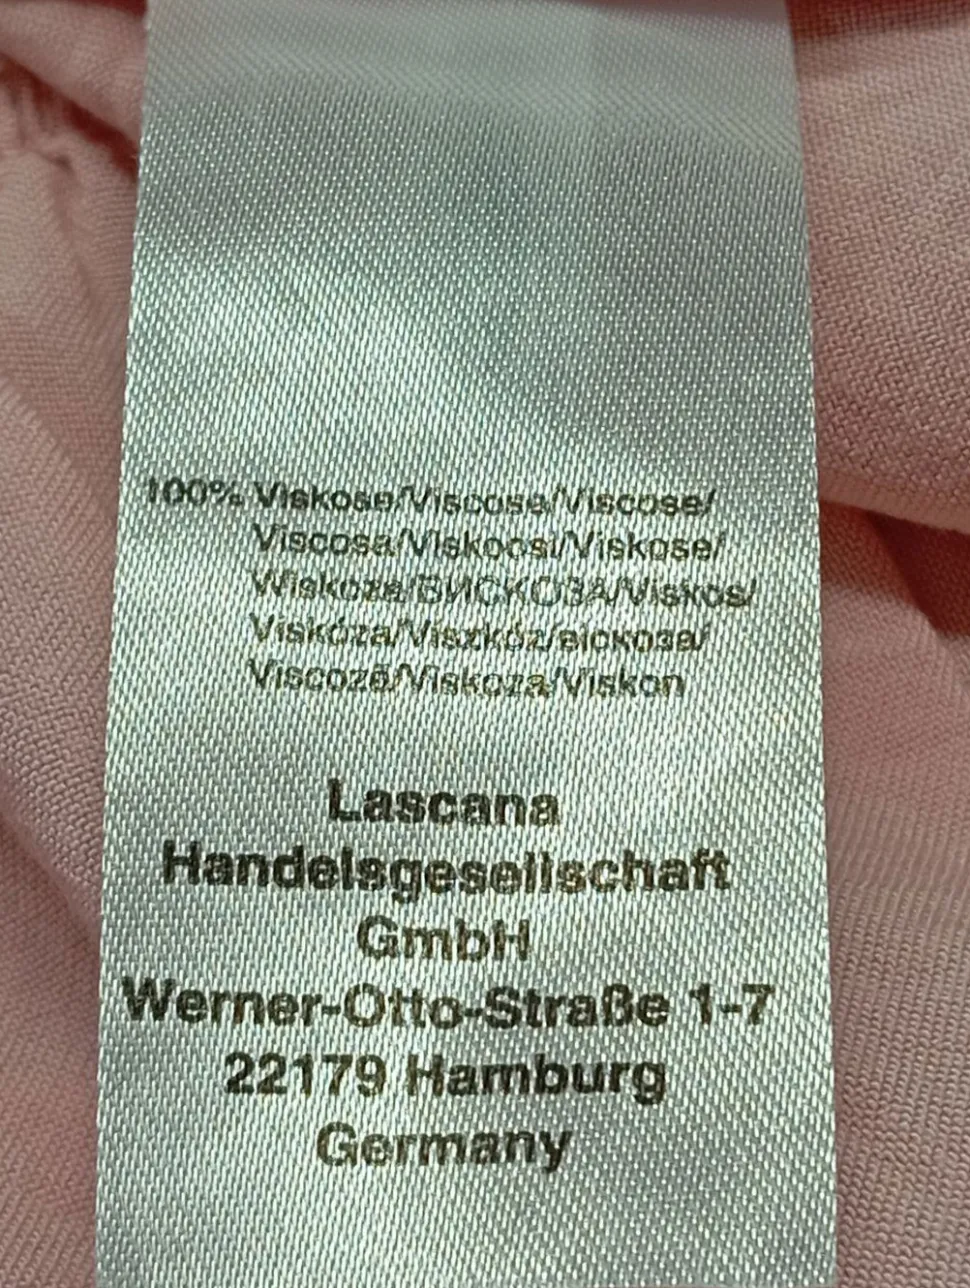 100% Viskose/Viscose/Viscose/
Viscosa/Viskoosi/Viskose/
Wiskoza/ВИСКОЗА/Viskos/
Viskóza/Viszkóz/віскоза/
Viscoză/Viskoza/Viskon
Lascana
Handelsgesellschaft
GmbH
Werner-Otto-Straße 1-7
22179 Hamburg
Germany